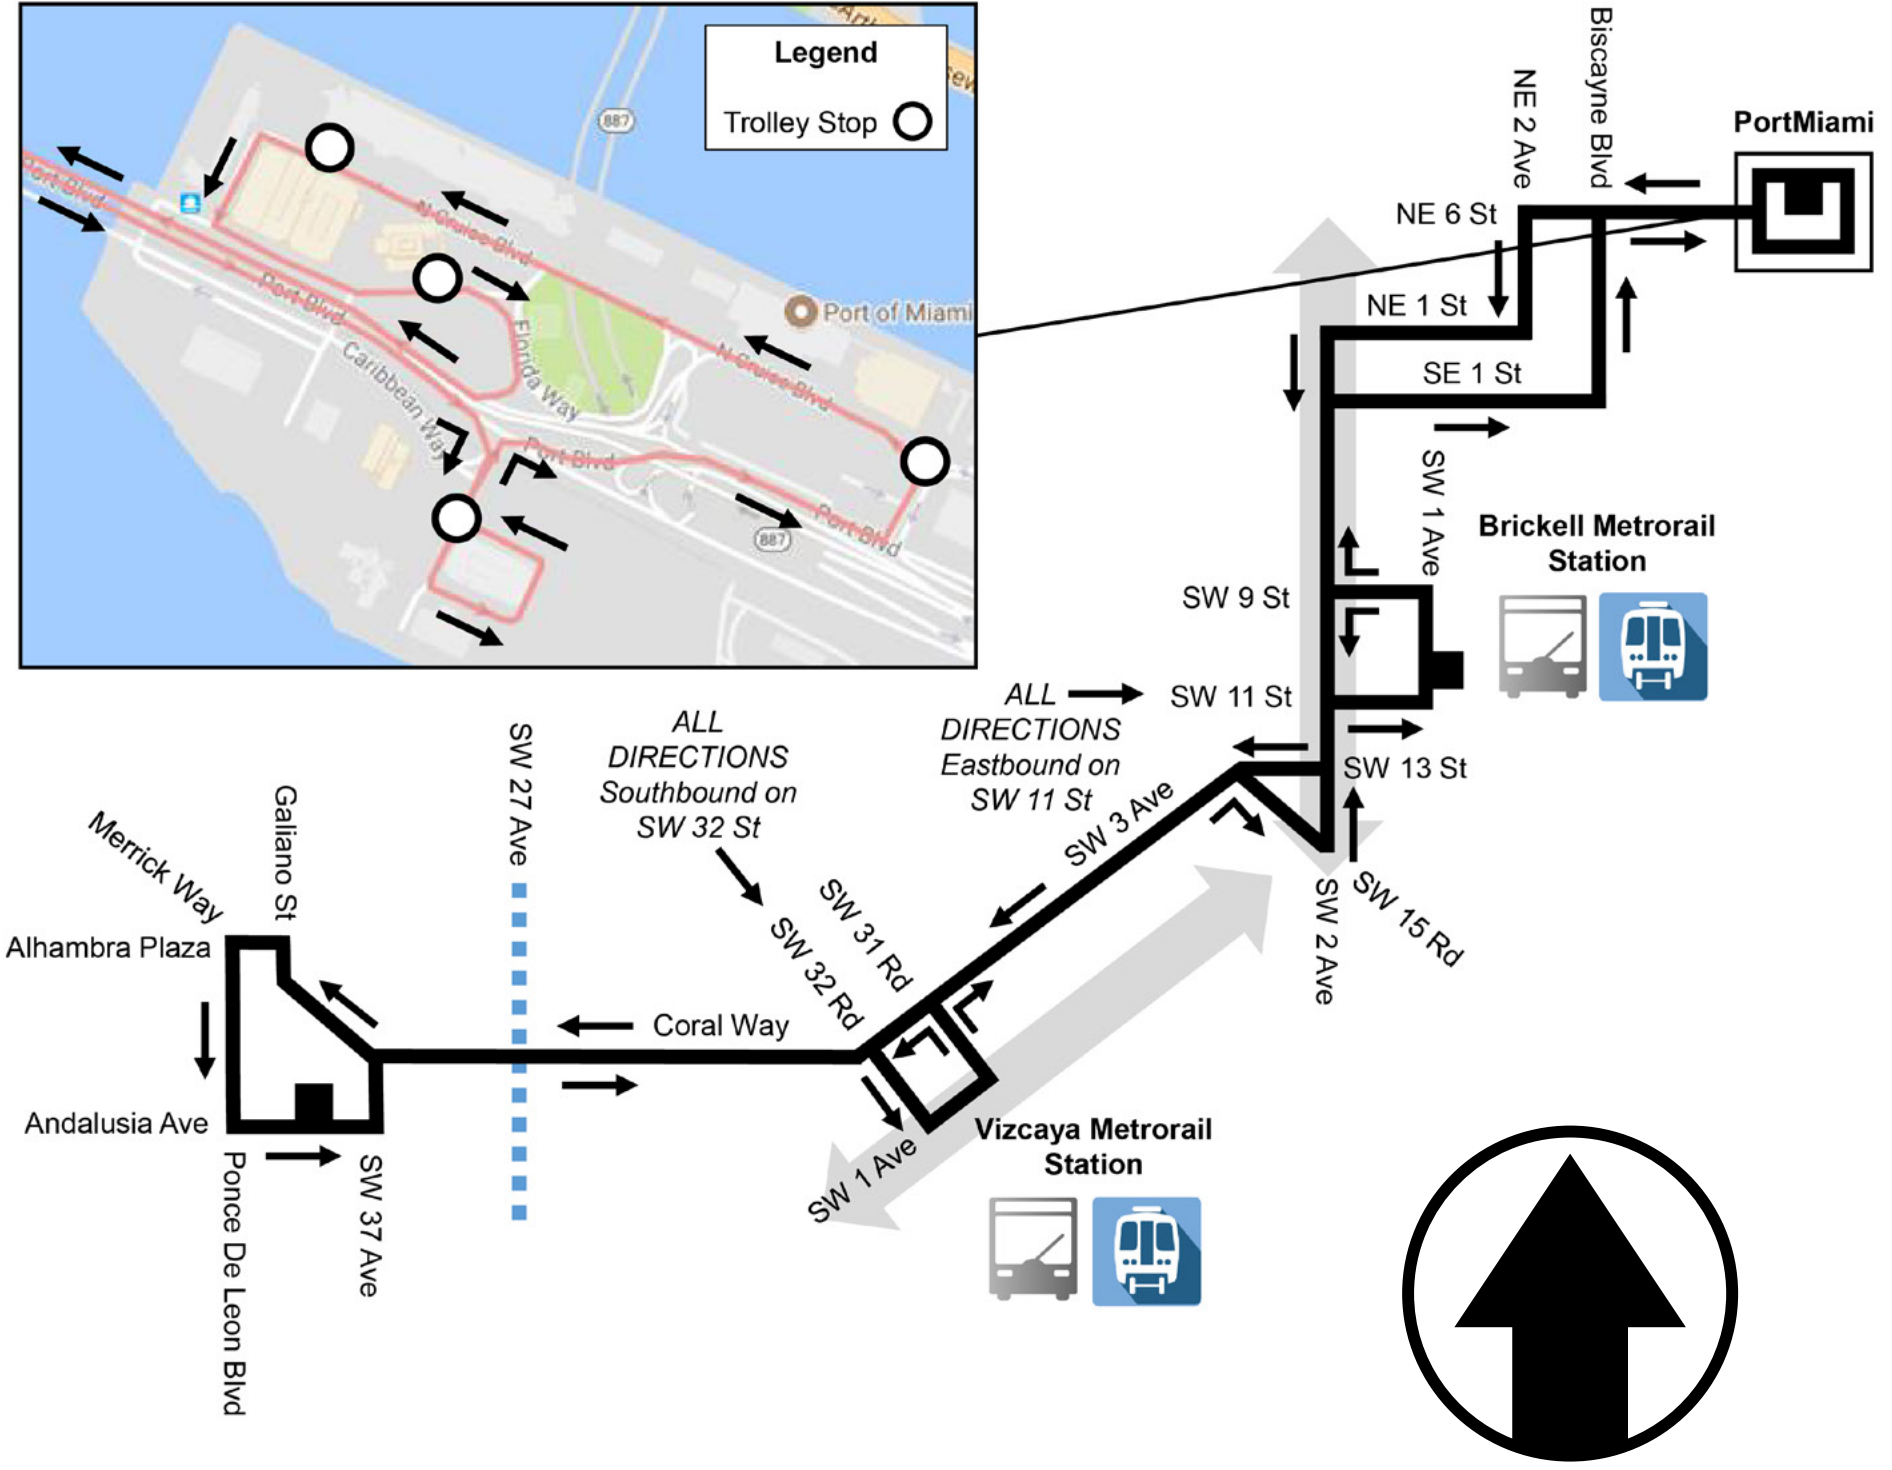 Legend
Trolley Stop
887
Port Blvd
N Cruise Blvd
Port Blvd
Florida Way
Caribbean Way
Port of Miami
N Cruise Blvd
Port Blvd
887
Port Blvd
Biscayne Blvd
NE 2 Ave
PortMiami
NE 6 St
NE 1 St
SE 1 St
SW 1 Ave
Brickell Metrorail
Station
SW 9 St
ALL
DIRECTIONS
Eastbound on
SW 11 St
SW 11 St
SW 13 St
SW 3 Ave
SW 15 Rd
SW 2 Ave
ALL
DIRECTIONS
Southbound on
SW 32 St
SW 27 Ave
SW 31 Rd
SW 32 Rd
Galiano St
Merrick Way
Alhambra Plaza
Coral Way
Andalusia Ave
Vizcaya Metrorail
Station
SW 1 Ave
Ponce De Leon Blvd
SW 37 Ave